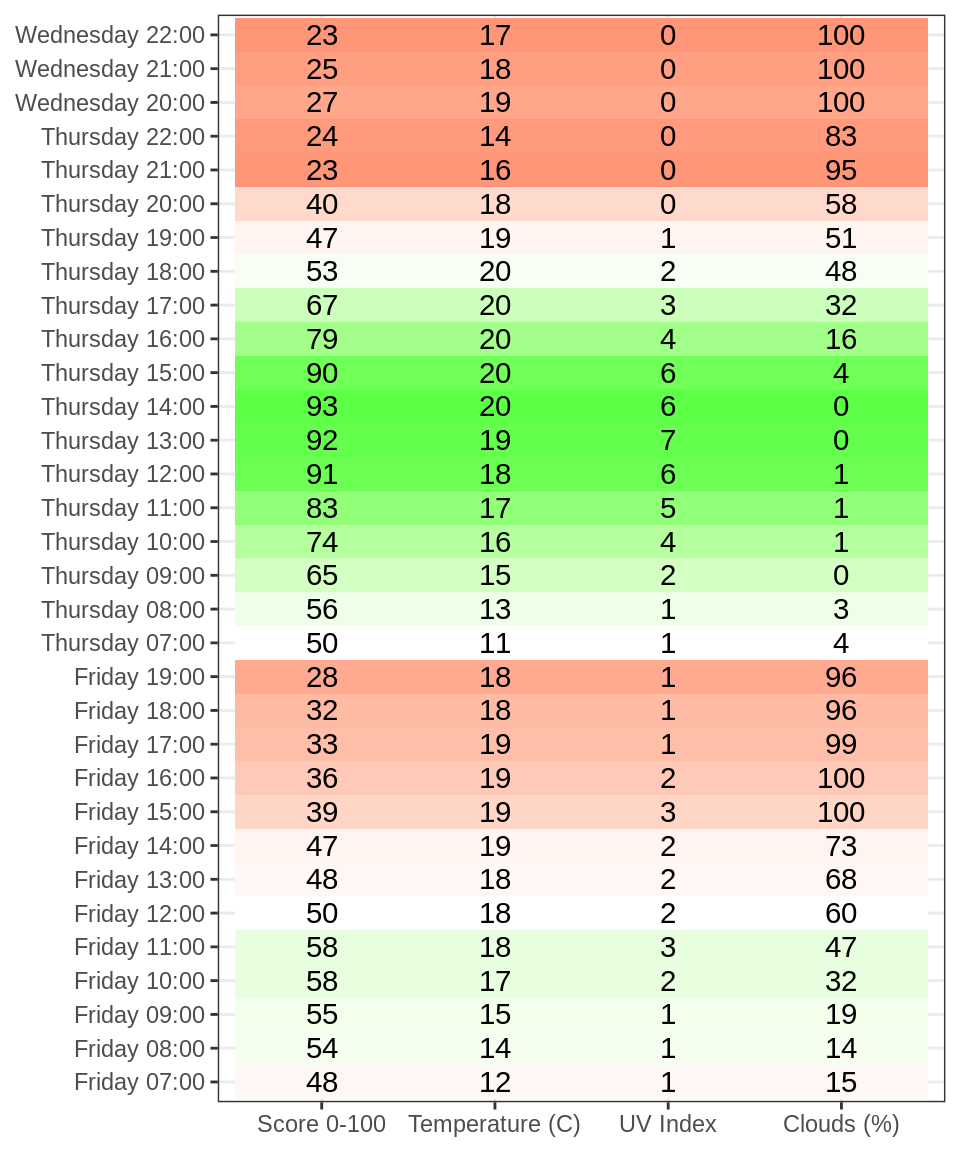 Wednesday 22:00 23 17 0 100
Wednesday 21:00 25 18 0 100
Wednesday 20:00 27 19 0 100
Thursday 22:00 24 14 0 83
Thursday 21:00 23 16 0 95
Thursday 20:00 40 18 0 58
Thursday 19:00 47 19 1 51
Thursday 18:00 53 20 2 48
Thursday 17:00 67 20 3 32
Thursday 16:00 79 20 4 16
Thursday 15:00 90 20 6 4
Thursday 14:00 93 20 6 0
Thursday 13:00 92 19 7 0
Thursday 12:00 91 18 6 1
Thursday 11:00 83 17 5 1
Thursday 10:00 74 16 4 1
Thursday 09:00 65 15 2 0
Thursday 08:00 56 13 1 3
Thursday 07:00 50 11 1 4
Friday 19:00 28 18 1 96
Friday 18:00 32 18 1 96
Friday 17:00 33 19 1 99
Friday 16:00 36 19 2 100
Friday 15:00 39 19 3 100
Friday 14:00 47 19 2 73
Friday 13:00 48 18 2 68
Friday 12:00 50 18 2 60
Friday 11:00 58 18 3 47
Friday 10:00 58 17 2 32
Friday 09:00 55 15 1 19
Friday 08:00 54 14 1 14
Friday 07:00 48 12 1 15
Score 0-100 Temperature (C) UV Index Clouds (%)